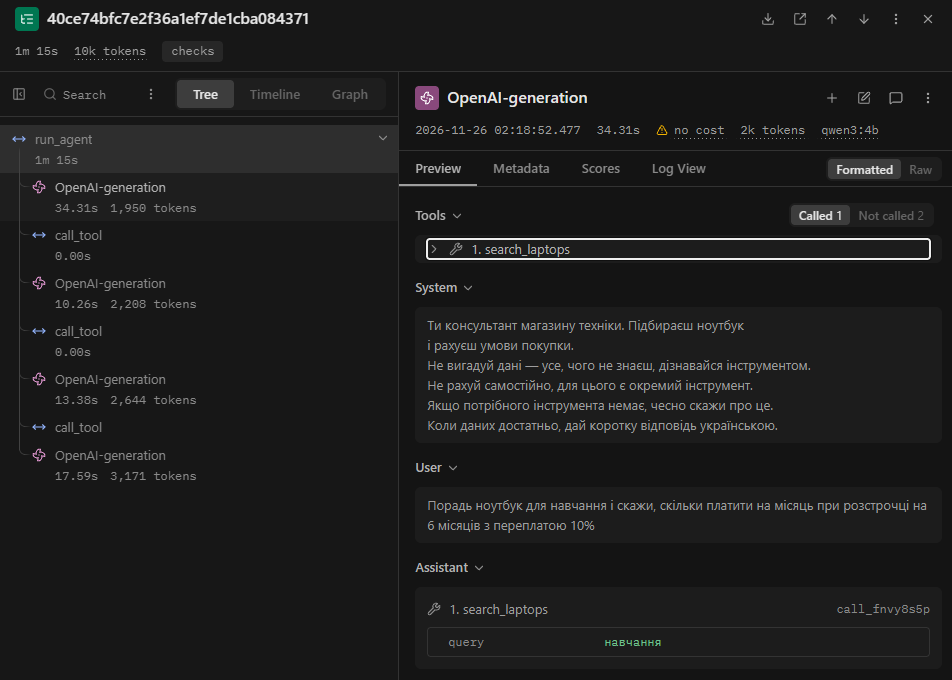 40ce74bfc7e2f36a1ef7de1cba084371
1m 15s 10k tokens checks
Search Tree Timeline Graph
run_agent
1m 15s
OpenAI-generation
34.31s 1,950 tokens
call_tool
0.00s
OpenAI-generation
10.26s 2,208 tokens
call_tool
0.00s
OpenAI-generation
13.38s 2,644 tokens
call_tool
OpenAI-generation
17.59s 3,171 tokens
OpenAI-generation
2026-11-26 02:18:52.477 34.31s no cost 2k tokens qwen3:4b
Preview Metadata Scores Log View Formatted Raw
Tools Called 1 Not called 2
1. search_laptops
System
Ти консультант магазину техніки. Підбираєш ноутбук
і рахуєш умови покупки.
Не вигадуй дані — усе, чого не знаєш, дізнавайся інструментом.
Не рахуй самостійно, для цього є окремий інструмент.
Якщо потрібного інструмента немає, чесно скажи про це.
Коли даних достатньо, дай коротку відповідь українською.
User
Порадь ноутбук для навчання і скажи, скільки платити на місяць при розстрочці на
6 місяців з переплатою 10%
Assistant
1. search_laptops call_fnvy8s5p
query навчання